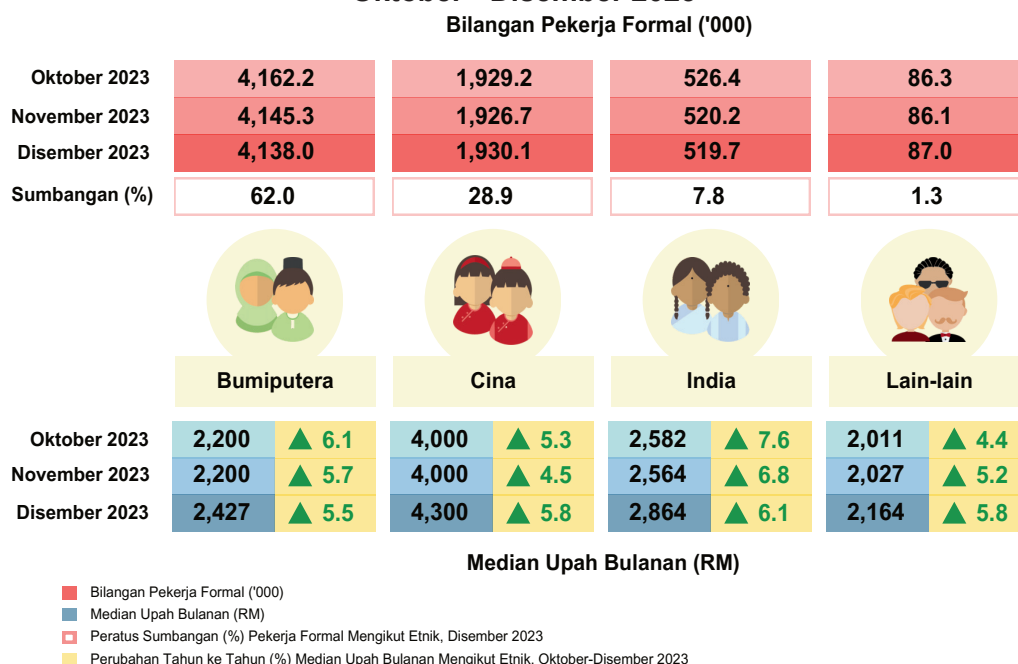 Bilangan Pekerja Formal ('000)
Oktober 2023 4,162.2 1,929.2 526.4 86.3
November 2023 4,145.3 1,926.7 520.2 86.1
Disember 2023 4,138.0 1,930.1 519.7 87.0
Sumbangan (%) 62.0 28.9 7.8 1.3
Bumiputera Cina India Lain-lain
Oktober 2023 2,200 ▲ 6.1 4,000 ▲ 5.3 2,582 ▲ 7.6 2,011 ▲ 4.4
November 2023 2,200 ▲ 5.7 4,000 ▲ 4.5 2,564 ▲ 6.8 2,027 ▲ 5.2
Disember 2023 2,427 ▲ 5.5 4,300 ▲ 5.8 2,864 ▲ 6.1 2,164 ▲ 5.8
Median Upah Bulanan (RM)
Bilangan Pekerja Formal ('000)
Median Upah Bulanan (RM)
Peratus Sumbangan (%) Pekerja Formal Mengikut Etnik, Disember 2023
Perubahan Tahun ke Tahun (%) Median Upah Bulanan Mengikut Etnik, Oktober-Disember 2023